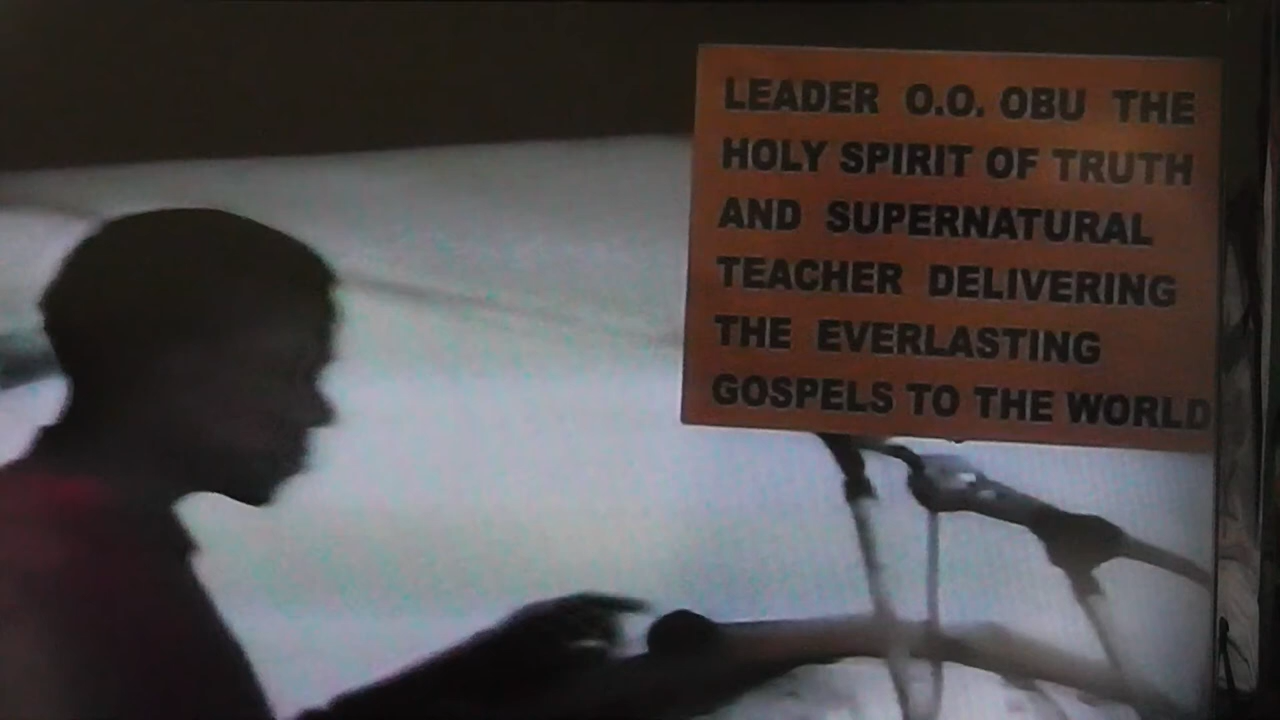 LEADER O.O. OBU THE
HOLY SPIRIT OF TRUTH
AND SUPERNATURAL
TEACHER DELIVERING
THE EVERLASTING
GOSPELS TO THE WORLD